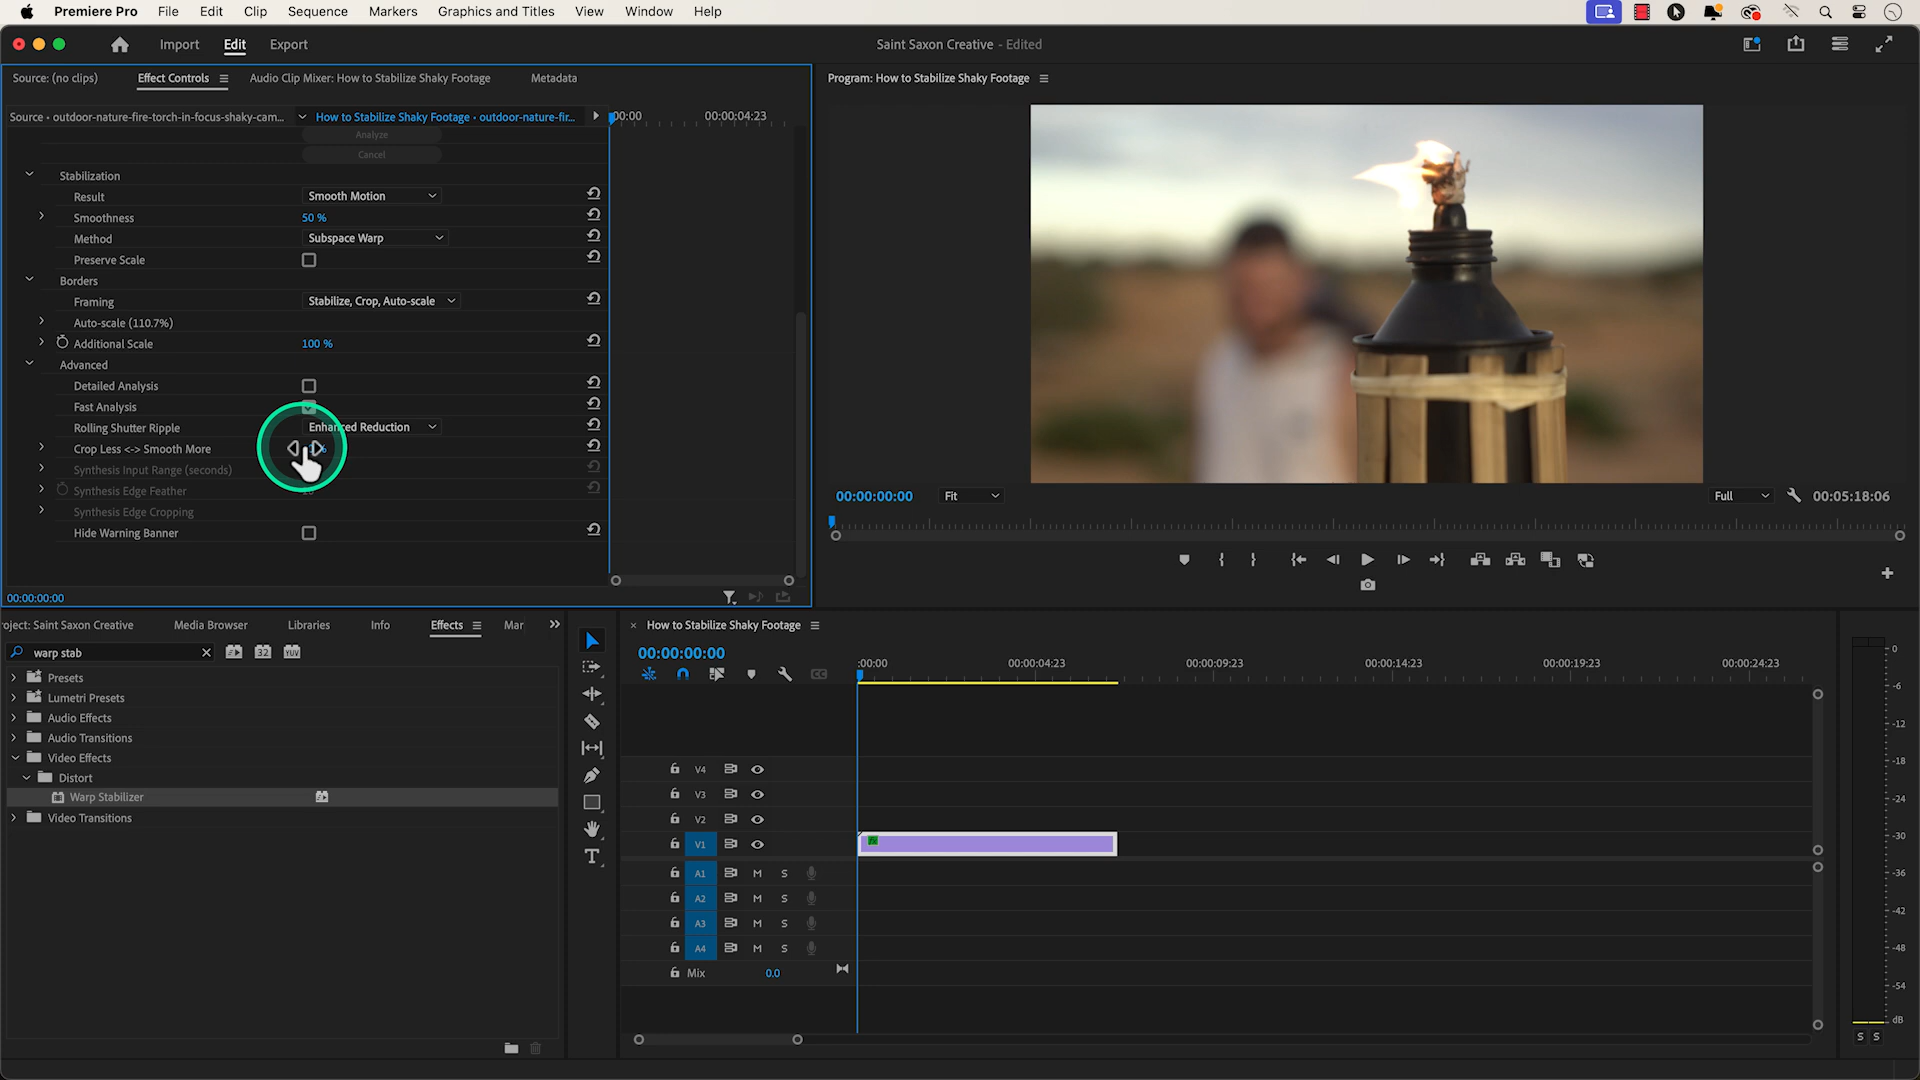 Premiere Pro File Edit Clip Sequence Markers Graphics and Titles View Window Help
Import Edit Export Saint Saxon Creative - Edited
Source: (no clips) Effect Controls Audio Clip Mixer: How to Stabilize Shaky Footage Metadata
Source • outdoor-nature-fire-torch-in-focus-shaky-cam... How to Stabilize Shaky Footage • outdoor-nature-fir...
:00:00 00:00:04:23
Analyze
Cancel
Stabilization
Result Smooth Motion
Smoothness 50 %
Method Subspace Warp
Preserve Scale
Borders
Framing Stabilize, Crop, Auto-scale
Auto-scale (110.7%)
Additional Scale 100 %
Advanced
Detailed Analysis
Fast Analysis
Rolling Shutter Ripple Enhanced Reduction
Crop Less <-> Smooth More %
Synthesis Input Range (seconds)
Synthesis Edge Feather
Synthesis Edge Cropping
Hide Warning Banner
00:00:00:00
Program: How to Stabilize Shaky Footage
00:00:00:00 Fit Full 00:05:18:06
roject: Saint Saxon Creative Media Browser Libraries Info Effects Mar
warp stab 32 YUV
Presets
Lumetri Presets
Audio Effects
Audio Transitions
Video Effects
Distort
Warp Stabilizer
Video Transitions
× How to Stabilize Shaky Footage
00:00:00:00
CC
:00:00 00:00:04:23 00:00:09:23 00:00:14:23 00:00:19:23 00:00:24:23
V4
V3
V2
V1
fx
A1 M S
A2 M S
A3 M S
A4 M S
Mix 0.0
0
-6
-12
-18
-24
-30
-36
-42
-48
-54
dB
S S